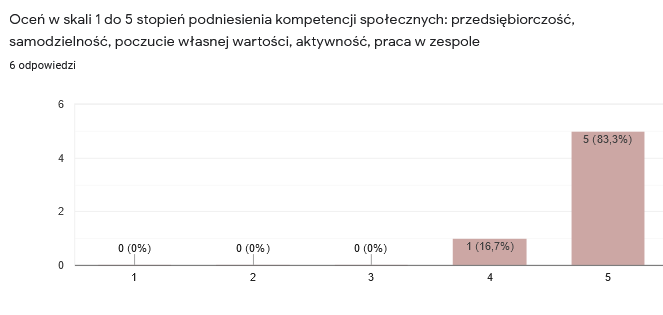 Oceń w skali 1 do 5 stopień podniesienia kompetencji społecznych: przedsiębiorczość,
samodzielność, poczucie własnej wartości, aktywność, praca w zespole
6 odpowiedzi
6
4
2
0
0 (0%) 0 (0%) 0 (0%) 1 (16,7%) 5 (83,3%)
1 2 3 4 5